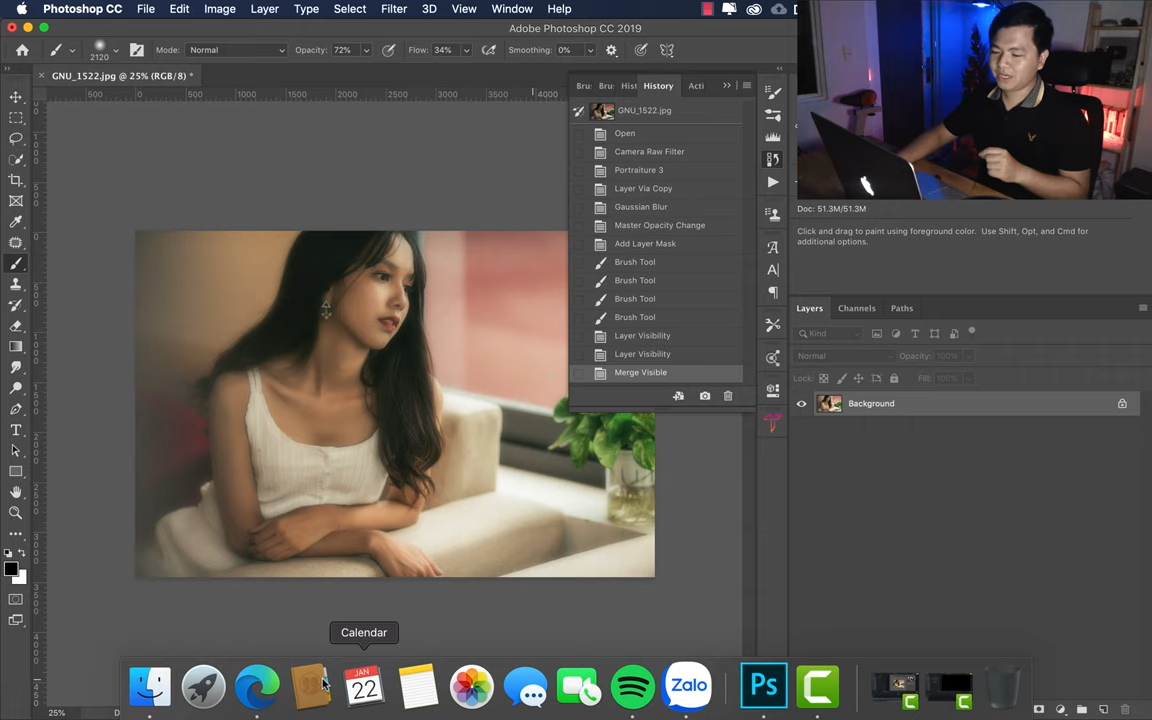 Photoshop CC File Edit Image Layer Type Select Filter 3D View Window Help
Adobe Photoshop CC 2019
2120 Mode: Normal Opacity: 72% Flow: 34% Smoothing: 0%
GNU_1522.jpg @ 25% (RGB/8) *
Bru: Bru: Hist History Acti
500 0 500 1000 1500 2000 2500 3000 3500 4000
GNU_1522.jpg
Open
Camera Raw Filter
Portraiture 3
Layer Via Copy
Gaussian Blur
Master Opacity Change
Add Layer Mask
Brush Tool
Brush Tool
Brush Tool
Brush Tool
Layer Visibility
Layer Visibility
Merge Visible
Doc: 51.3M/51.3M
Click and drag to paint using foreground color. Use Shift, Opt, and Cmd for
additional options.
Layers Channels Paths
Kind
Normal Opacity: 100%
Lock: Fill: 100%
Background
Calendar
JAN
22
Zalo
Ps
25%